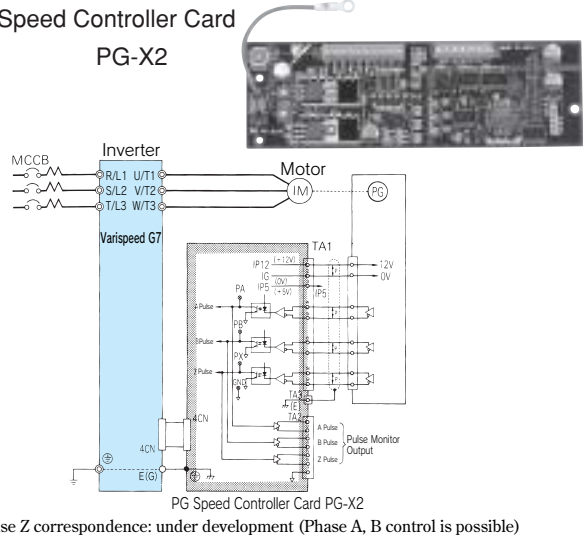 Speed Controller Card
PG-X2
Inverter
MCCB
R/L1 U/T1
S/L2 V/T2
T/L3 W/T3
Motor
IM
PG
Varispeed G7
TA1
IP12 (+12V)
IG (0V)
IP5 (+5V)
IP5
12V
0V
PA
A Pulse
PB
B Pulse
PX
Z Pulse
GND
P
P
P
P
TA3
(E)
TA2
4CN
4CN
A Pulse
B Pulse
Z Pulse
Pulse Monitor
Output
E(G)
PG Speed Controller Card PG-X2
se Z correspondence: under development (Phase A, B control is possible)